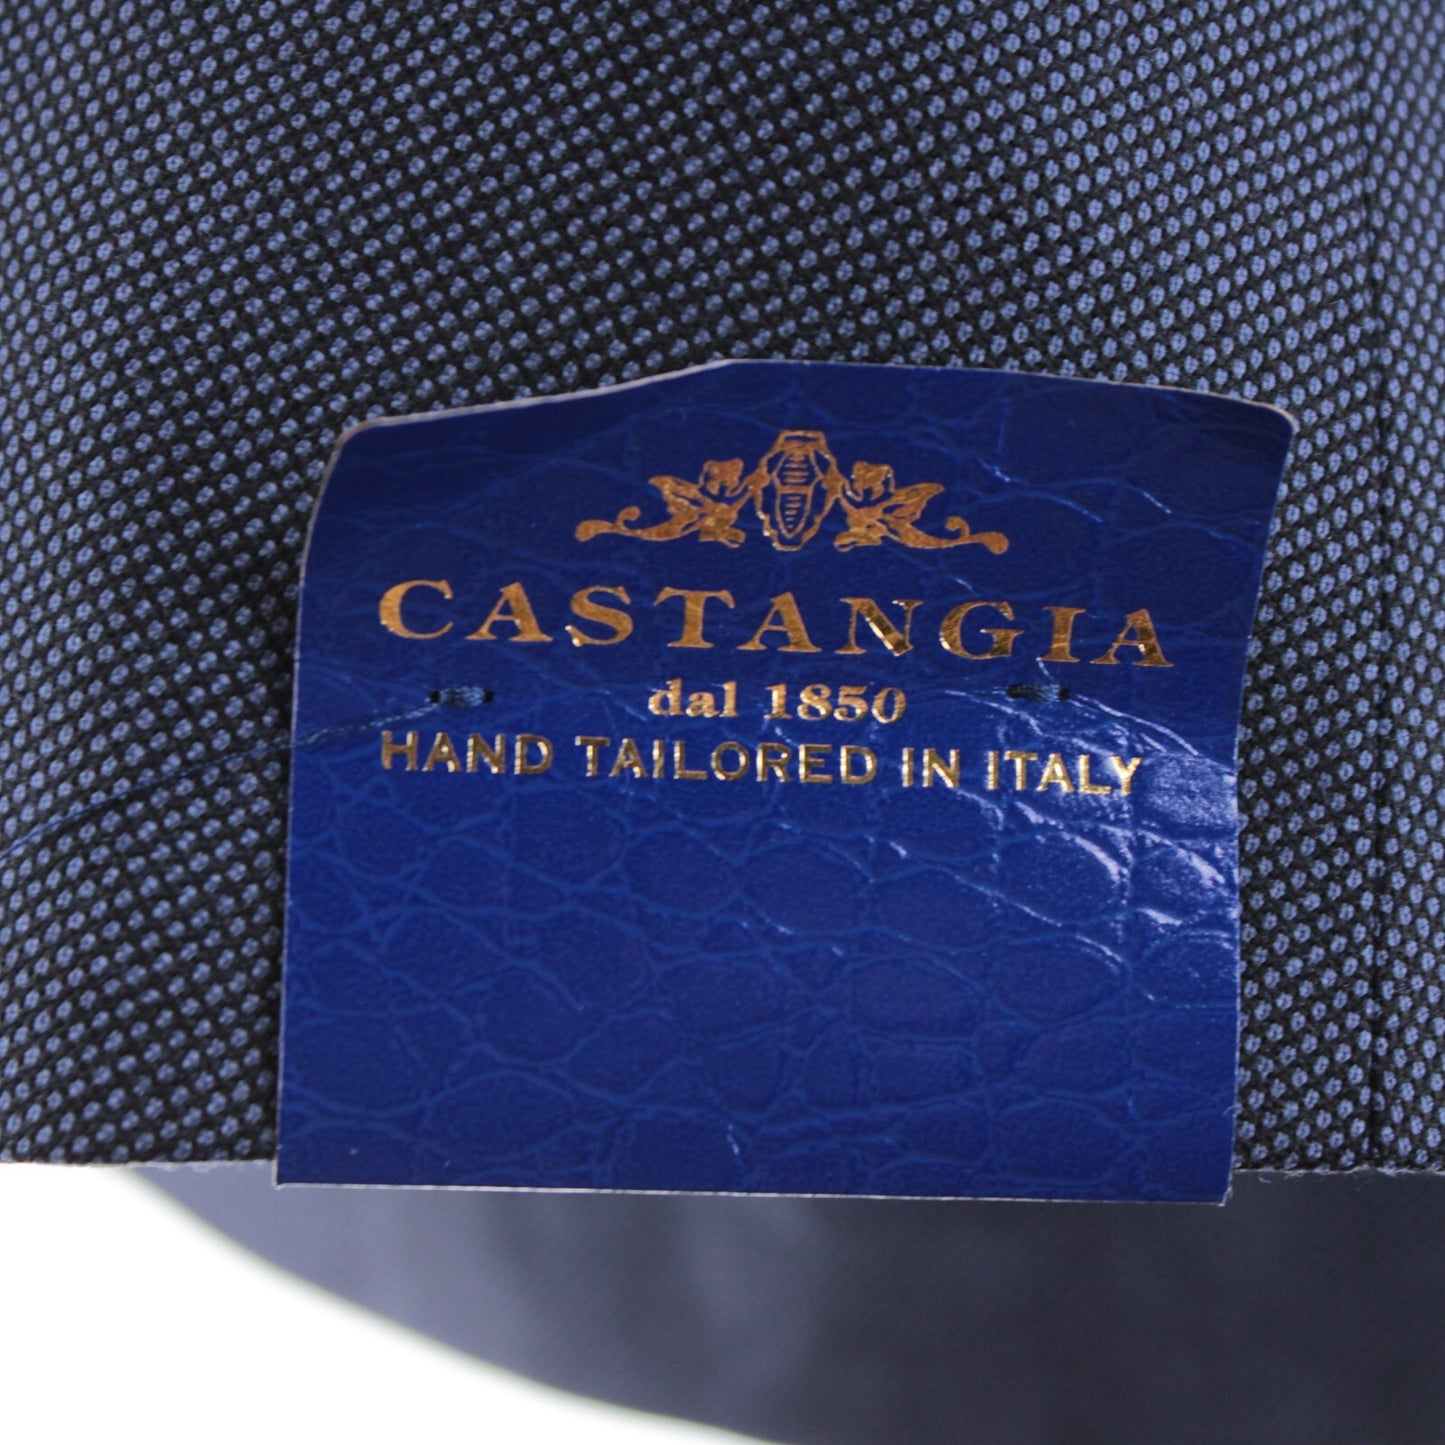 CASTANGIA
dal 1850
HAND TAILORED IN ITALY